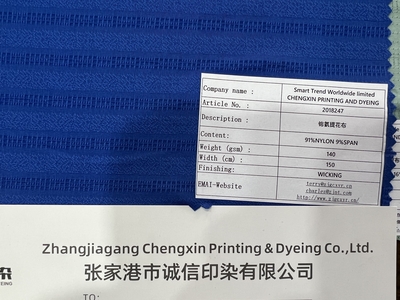 Company name : Smart Trend Worldwide limited
CHENGXIN PRINTING AND DYEING
Article No. : 2018247
Description : 锦氨提花布
Content: 91%NYLON 9%SPAN
Weight (gsm) : 140
Width (cm) : 150
Finishing: WICKING
EMAI-Website
Zhangjiagang Chengxin Printing & Dyeing Co.,Ltd.
张家港市诚信印染有限公司
TO: